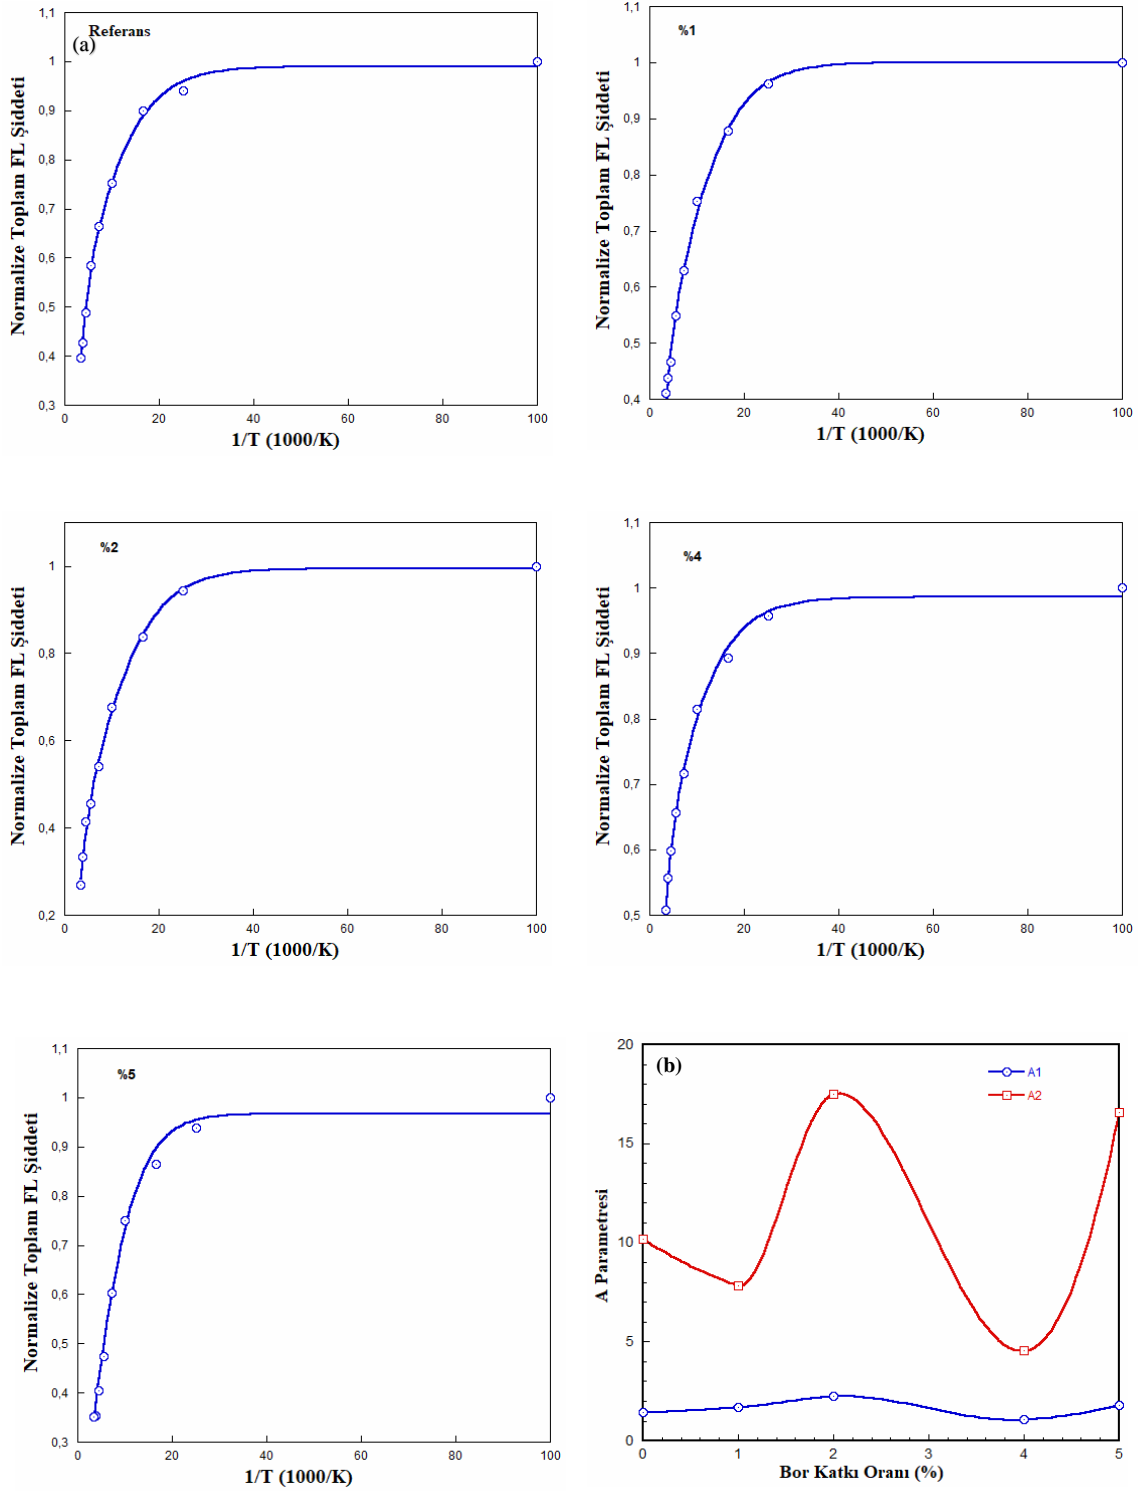 Referans
(a)
Normalize Toplam FL Şiddeti
1,1
1
0,9
0,8
0,7
0,6
0,5
0,4
0,3
0 20 40 60 80 100
1/T (1000/K)
%1
Normalize Toplam FL Şiddeti
1,1
1
0,9
0,8
0,7
0,6
0,5
0,4
0 20 40 60 80 100
1/T (1000/K)
%2
Normalize Toplam FL Şiddeti
1
0,8
0,6
0,4
0,2
0 20 40 60 80 100
1/T (1000/K)
%4
Normalize Toplam FL Şiddeti
1,1
1
0,9
0,8
0,7
0,6
0,5
0 20 40 60 80 100
1/T (1000/K)
%5
Normalize Toplam FL Şiddeti
1,1
1
0,9
0,8
0,7
0,6
0,5
0,4
0,3
0 20 40 60 80 100
1/T (1000/K)
(b)
A1
A2
A Parametresi
20
15
10
5
0
0 1 2 3 4 5
Bor Katkı Oranı (%)